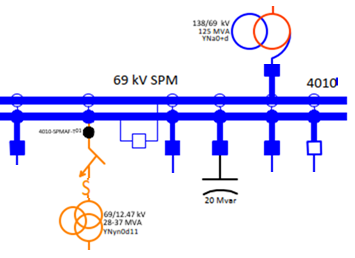 138/69 kV
125 MVA
YNa0+d
69 kV SPM
4010
4010-SPMAF-T01
69/12.47 kV
28-37 MVA
YNyn0d11
20 Mvar